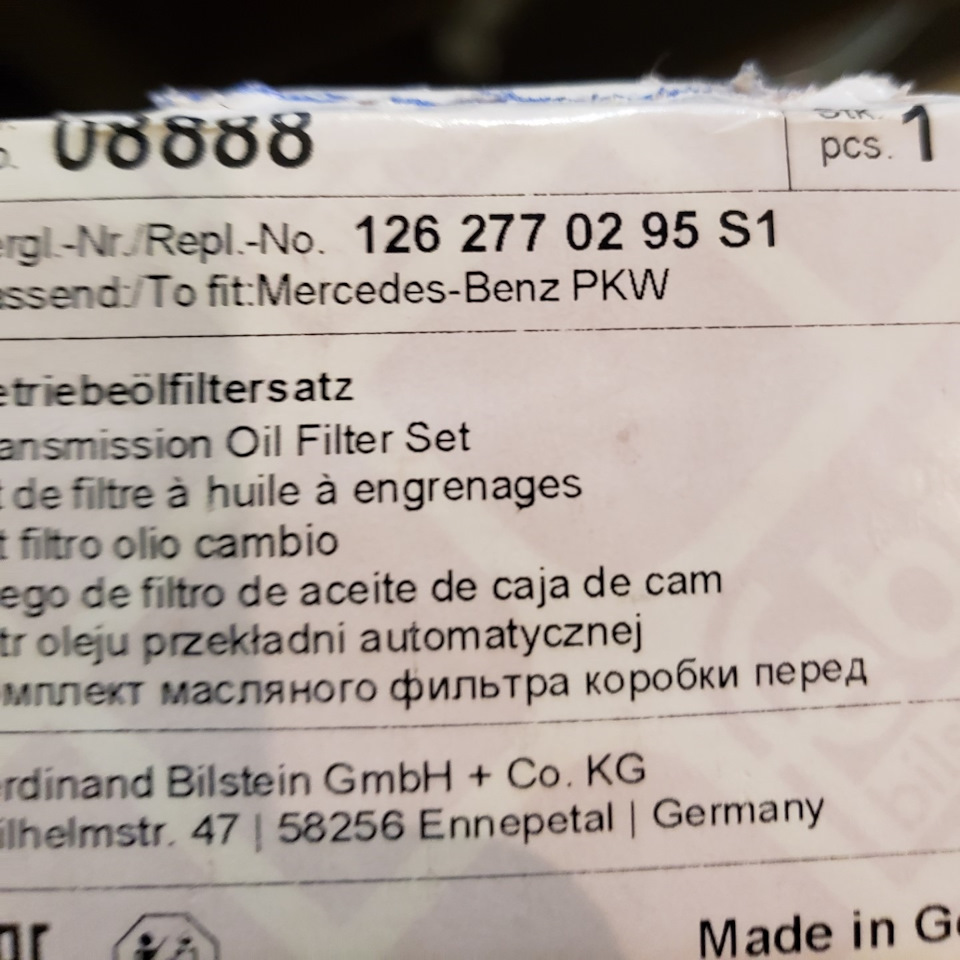 08888
pcs. 1
ergl.-Nr./Repl.-No. 126 277 02 95 S1
assend:/To fit:Mercedes-Benz PKW
etriebeölfiltersatz
ansmission Oil Filter Set
t de filtre à huile à engrenages
t filtro olio cambio
ego de filtro de aceite de caja de cam
tr oleju przekładni automatycznej
мплект масляного фильтра коробки перед
erdinand Bilstein GmbH + Co. KG
ilhelmstr. 47 | 58256 Ennepetal | Germany
Made in Ge